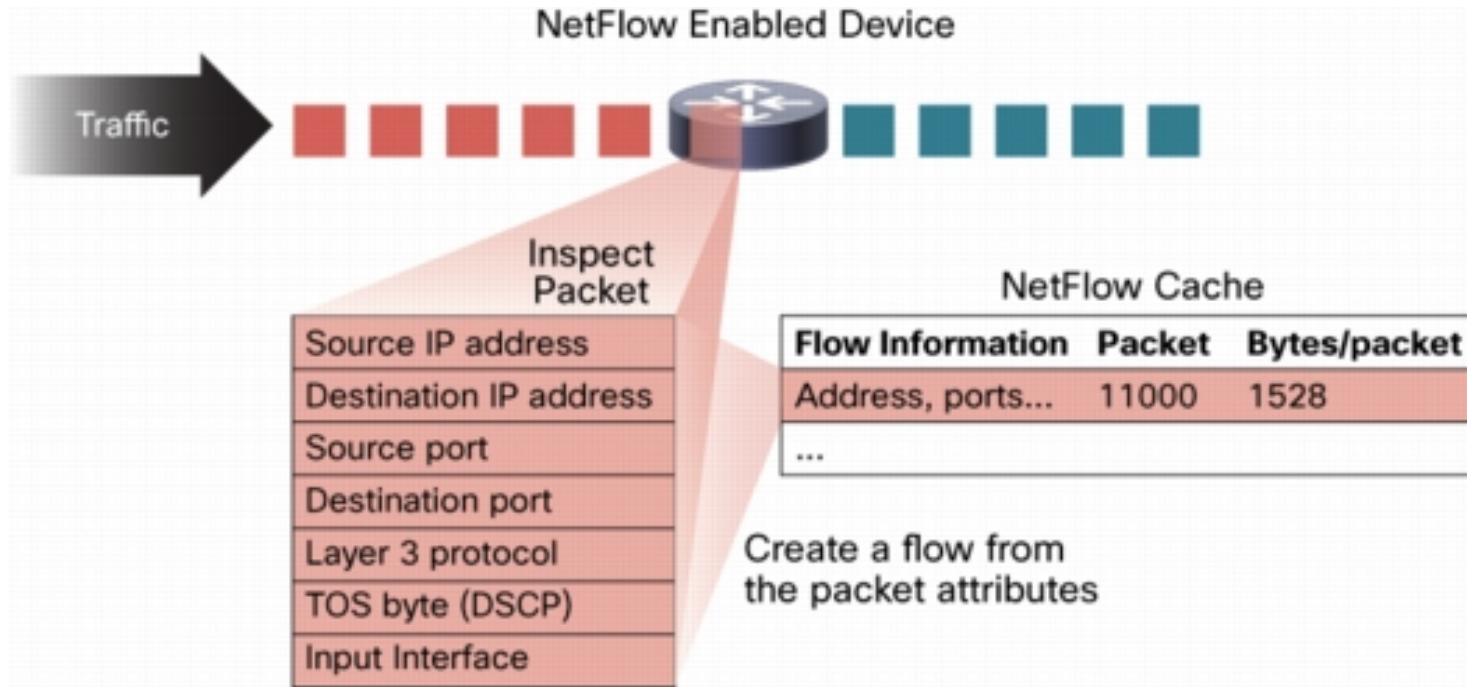 NetFlow Enabled Device
Traffic
Inspect
Packet
Source IP address
Destination IP address
Source port
Destination port
Layer 3 protocol
TOS byte (DSCP)
Input Interface
NetFlow Cache
Flow Information Packet Bytes/packet
Address, ports... 11000 1528
...
Create a flow from
the packet attributes